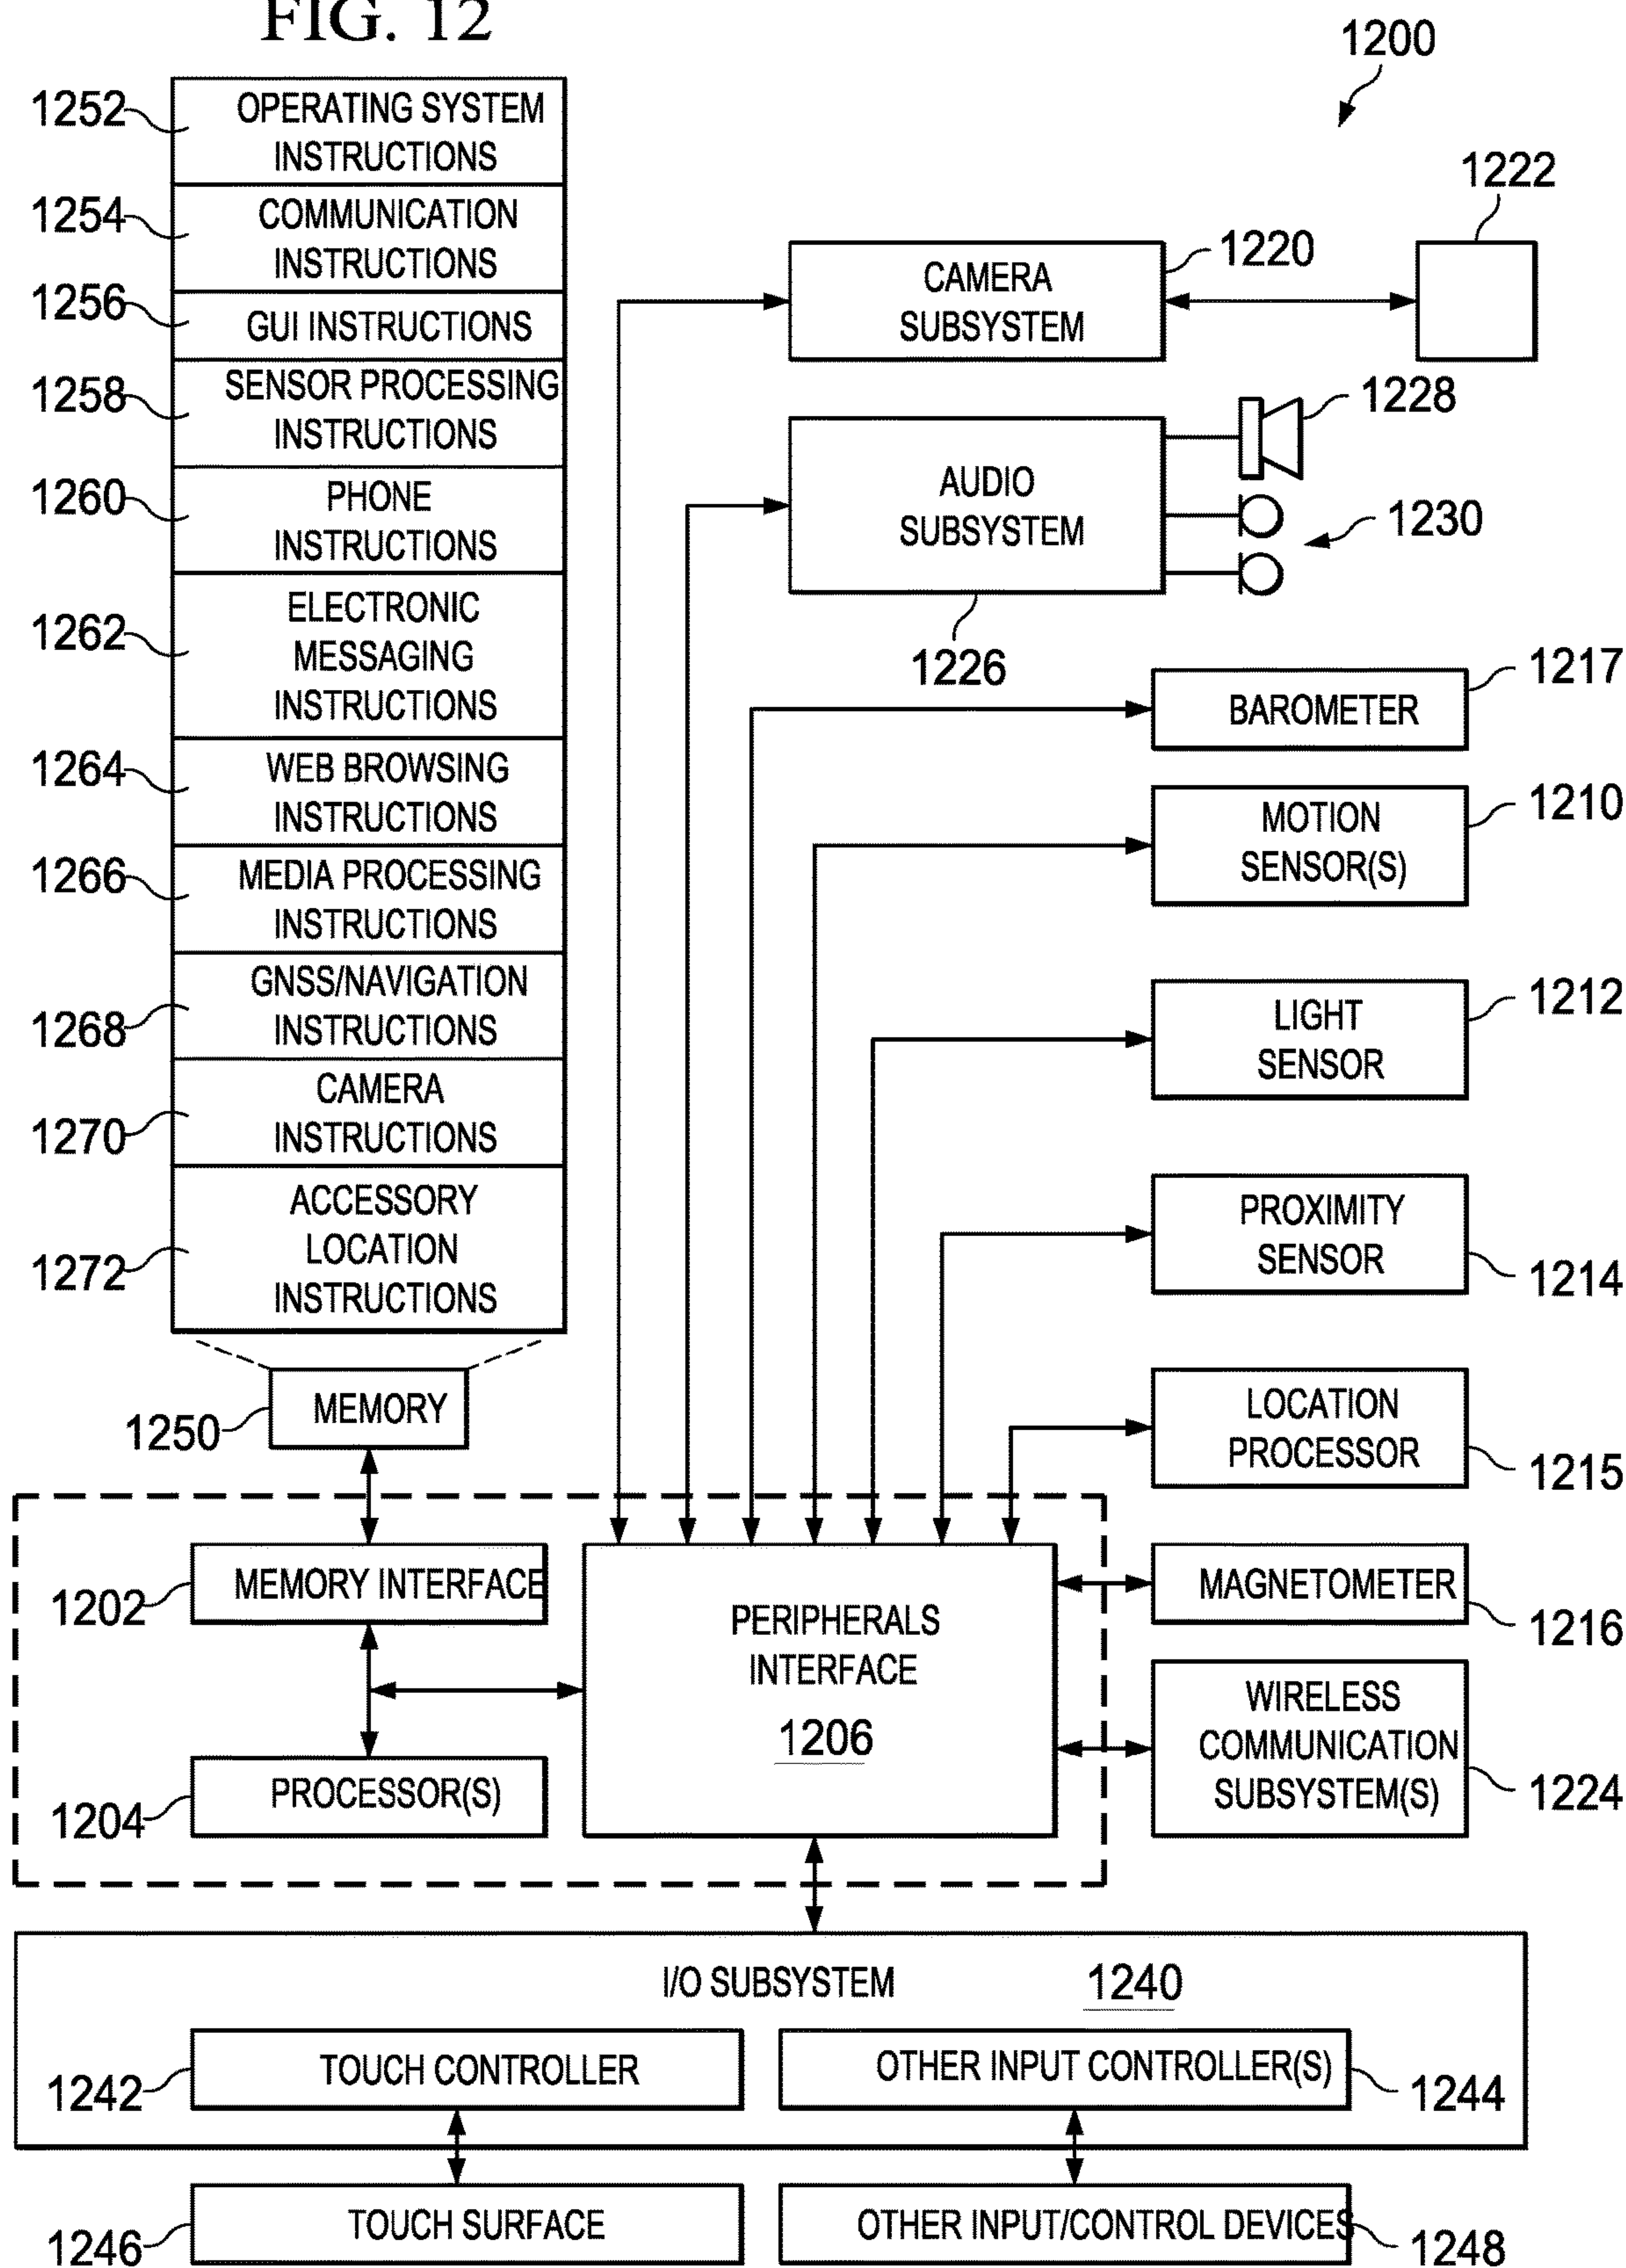 FIG. 12
1200
1252
OPERATING SYSTEM
INSTRUCTIONS
1254
COMMUNICATION
INSTRUCTIONS
1256
GUI INSTRUCTIONS
1258
SENSOR PROCESSING
INSTRUCTIONS
1260
PHONE
INSTRUCTIONS
1262
ELECTRONIC
MESSAGING
INSTRUCTIONS
1264
WEB BROWSING
INSTRUCTIONS
1266
MEDIA PROCESSING
INSTRUCTIONS
1268
GNSS/NAVIGATION
INSTRUCTIONS
1270
CAMERA
INSTRUCTIONS
1272
ACCESSORY
LOCATION
INSTRUCTIONS
1250
MEMORY
1222
1220
CAMERA
SUBSYSTEM
1228
AUDIO
SUBSYSTEM
1230
1226
1217
BAROMETER
1210
MOTION
SENSOR(S)
1212
LIGHT
SENSOR
PROXIMITY
SENSOR
1214
LOCATION
PROCESSOR
1215
MAGNETOMETER
1216
WIRELESS
COMMUNICATION
SUBSYSTEM(S)
1224
1202
MEMORY INTERFACE
1204
PROCESSOR(S)
PERIPHERALS
INTERFACE
1206
I/O SUBSYSTEM
1240
1242
TOUCH CONTROLLER
OTHER INPUT CONTROLLER(S)
1244
1246
TOUCH SURFACE
OTHER INPUT/CONTROL DEVICES
1248